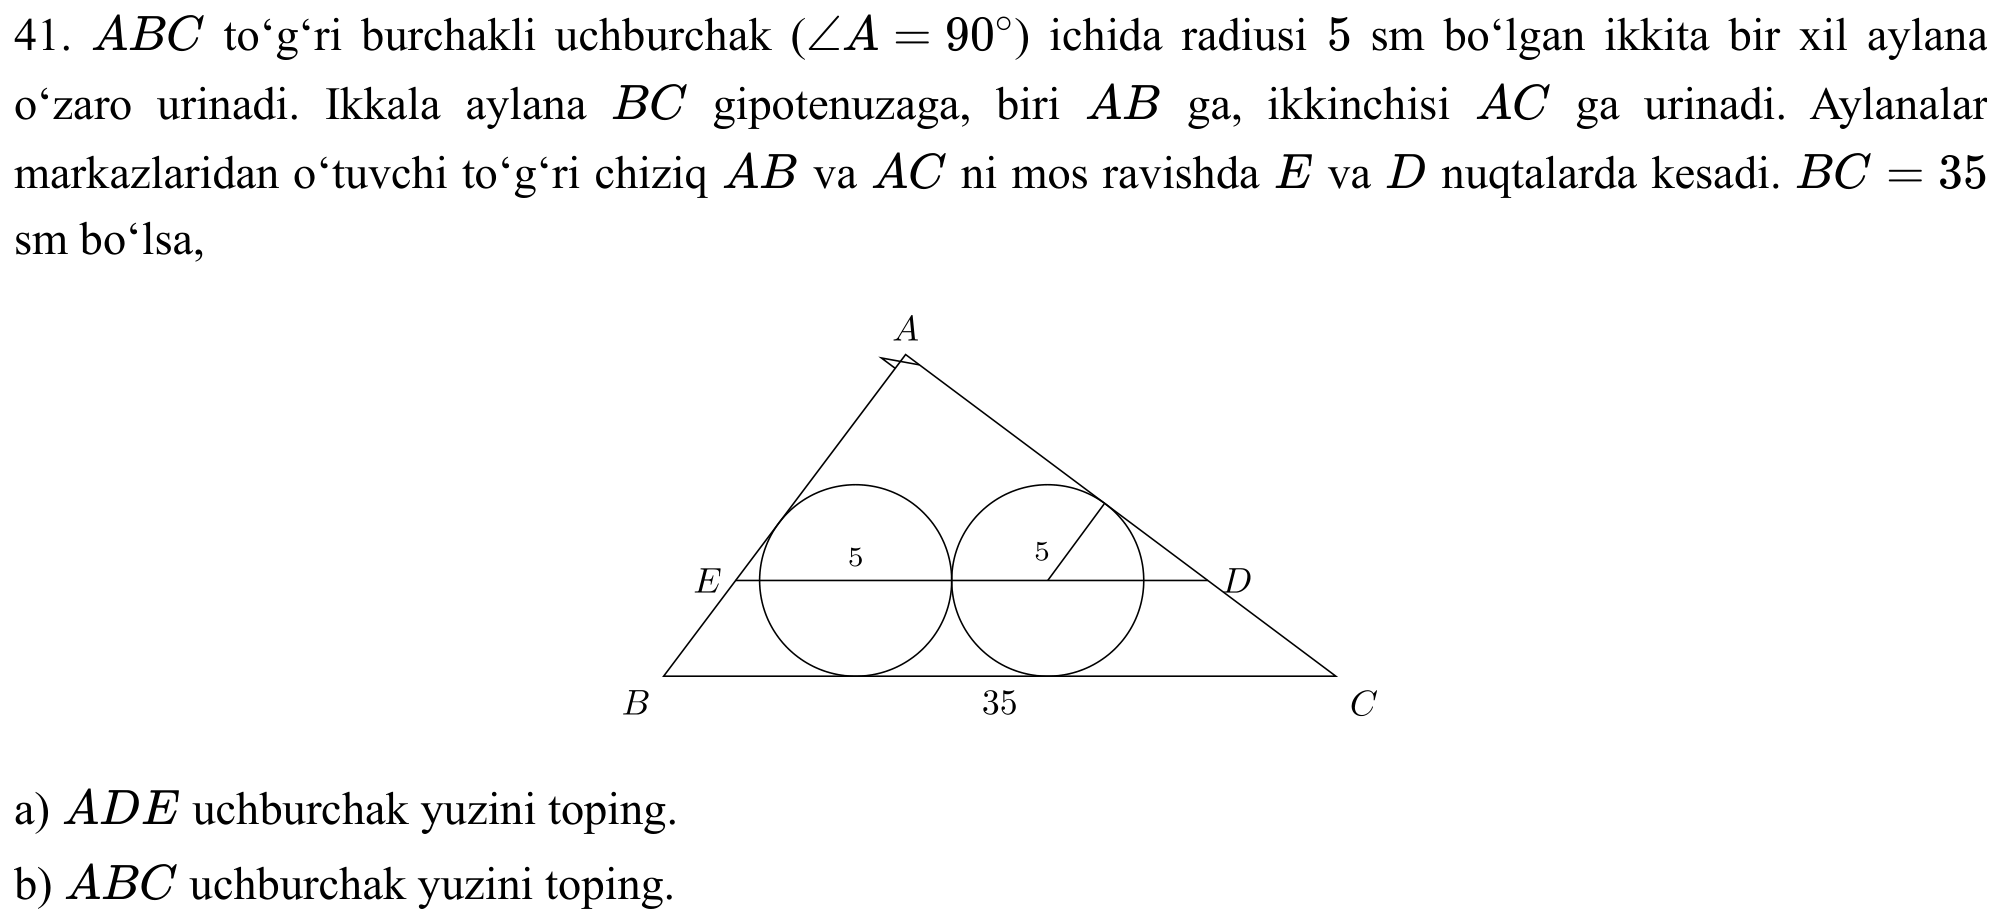 41. ABC to‘g‘ri burchakli uchburchak (∠A = 90°) ichida radiusi 5 sm bo‘lgan ikkita bir xil aylana
o‘zaro urinadi. Ikkala aylana BC gipotenuzaga, biri AB ga, ikkinchisi AC ga urinadi. Aylanalar
markazlaridan o‘tuvchi to‘g‘ri chiziq AB va AC ni mos ravishda E va D nuqtalarda kesadi. BC = 35
sm bo‘lsa,
A
5
5
E
D
B
35
C
a) ADE uchburchak yuzini toping.
b) ABC uchburchak yuzini toping.